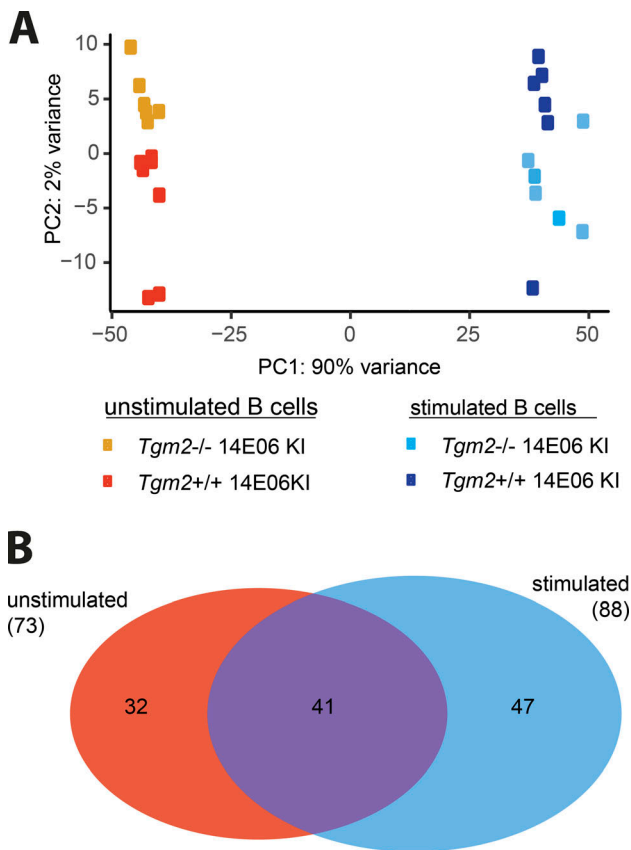 A
10
5
0
−5
−10
PC2: 2% variance
−50
−25
0
25
50
PC1: 90% variance
unstimulated B cells
stimulated B cells
Tgm2-/- 14E06 KI
Tgm2-/- 14E06 KI
Tgm2+/+ 14E06KI
Tgm2+/+ 14E06 KI
B
unstimulated
(73)
stimulated
(88)
32
41
47